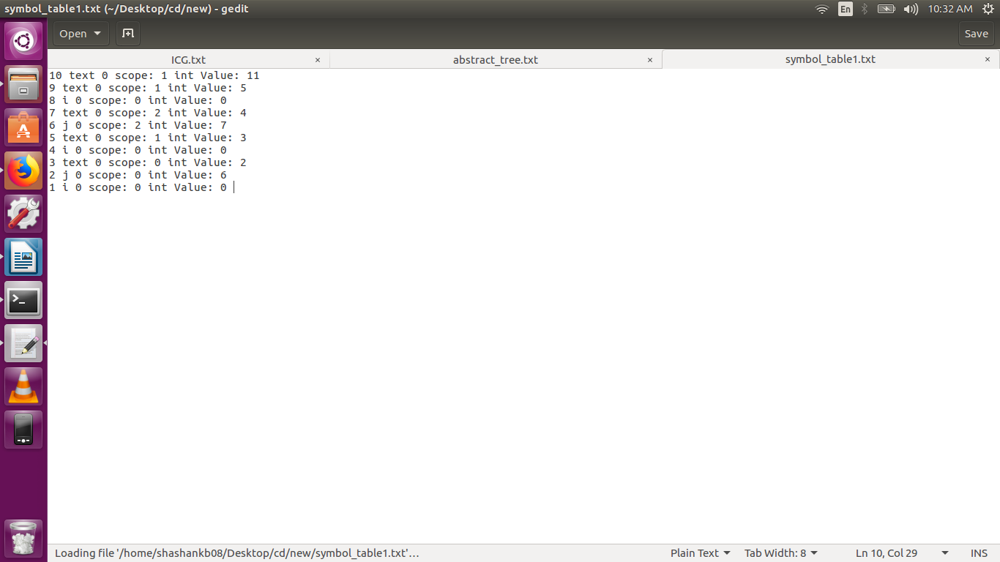 symbol_table1.txt (~/Desktop/cd/new) - gedit
En
10:32 AM
Open
Save
ICG.txt ×
abstract_tree.txt ×
symbol_table1.txt ×
10 text 0 scope: 1 int Value: 11
9 text 0 scope: 1 int Value: 5
8 i 0 scope: 0 int Value: 0
7 text 0 scope: 2 int Value: 4
6 j 0 scope: 2 int Value: 7
5 text 0 scope: 1 int Value: 3
4 i 0 scope: 0 int Value: 0
3 text 0 scope: 0 int Value: 2
2 j 0 scope: 0 int Value: 6
1 i 0 scope: 0 int Value: 0
Loading file '/home/shashankb08/Desktop/cd/new/symbol_table1.txt'…
Plain Text
Tab Width: 8
Ln 10, Col 29
INS